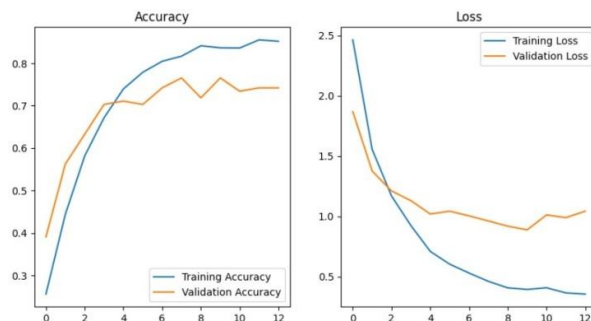 Accuracy
0.8
0.7
0.6
0.5
0.4
0.3
0 2 4 6 8 10 12
Training Accuracy
Validation Accuracy
Loss
2.5
2.0
1.5
1.0
0.5
0 2 4 6 8 10 12
Training Loss
Validation Loss